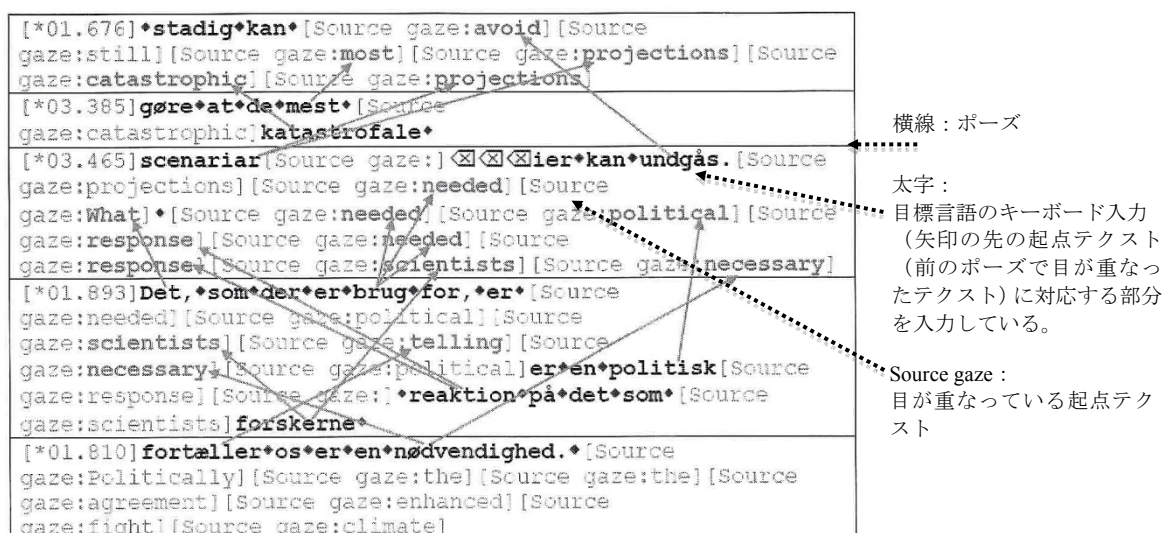 [*01.676]◆stadig◆kan◆[Source gaze:avoid][Source
gaze:still][Source gaze:most][Source gaze:projections][Source
gaze:catastrophic][Source gaze:projections]
[*03.385]gøre◆at◆de◆mest◆[Source
gaze:catastrophic]katastrofale◆
[*03.465]scenariar[Source gaze:]⌫⌫⌫ier◆kan◆undgås.[Source
gaze:projections][Source gaze:needed][Source
gaze:What]◆[Source gaze:needed][Source gaze:political][Source
gaze:response][Source gaze:needed][Source
gaze:response][Source gaze:scientists][Source gaze:necessary]
[*01.893]Det,◆som◆der◆er◆brug◆for,◆er◆[Source
gaze:needed][Source gaze:political][Source
gaze:scientists][Source gaze:telling][Source
gaze:necessary][Source gaze:political]er◆en◆politisk[Source
gaze:response][Source gaze:]◆reaktion◆på◆det◆som◆[Source
gaze:scientists]forskerne◆
[*01.810]fortæller◆os◆er◆en◆nødvendighed.◆[Source
gaze:Politically][Source gaze:the][Source gaze:the][Source
gaze:agreement][Source gaze:enhanced][Source
gaze:fight][Source gaze:climate]
横線：ポーズ
太字：
目標言語のキーボード入力
（矢印の先の起点テクスト
（前のポーズで目が重なっ
たテクスト）に対応する部分
を入力している。
Source gaze：
目が重なっている起点テク
スト